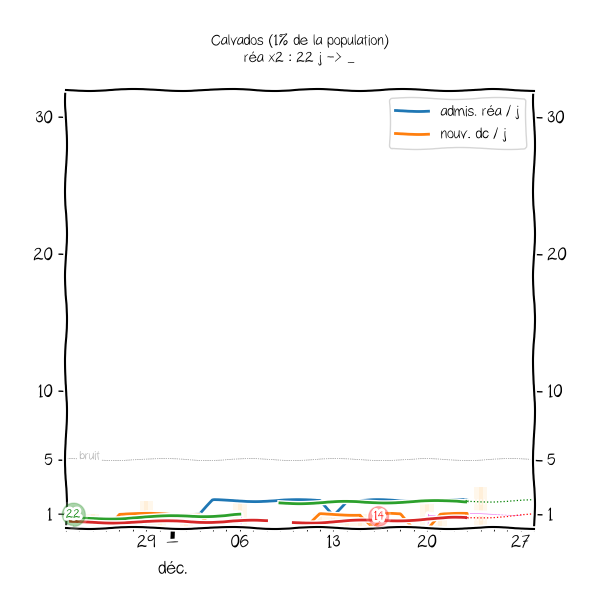 Calvados (1% de la population)
réa x2 : 22 j -> _
admis. réa / j
nouv. dc / j
30
30
20
20
10
10
5
bruit
5
1
22
14
1
29
06
13
20
27
déc.